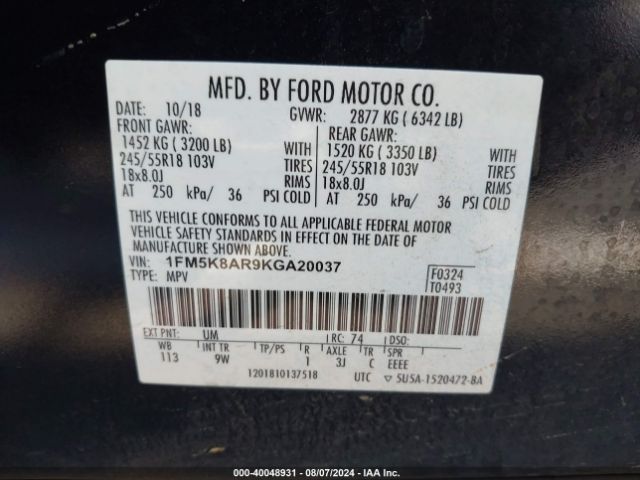 MFD. BY FORD MOTOR CO.
DATE: 10/18 GVWR: 2877 KG ( 6342 LB)
FRONT GAWR: REAR GAWR:
1452 KG ( 3200 LB) WITH 1520 KG ( 3350 LB) WITH
245/55R18 103V TIRES 245/55R18 103V TIRES
18x8.0J RIMS 18x8.0J RIMS
AT 250 kPa/ 36 PSI COLD AT 250 kPa/ 36 PSI COLD
THIS VEHICLE CONFORMS TO ALL APPLICABLE FEDERAL MOTOR
VEHICLE SAFETY STANDARDS IN EFFECT ON THE DATE OF
MANUFACTURE SHOWN ABOVE.
VIN: 1FM5K8AR9KGA20037 F0324
TYPE: MPV T0493
EXT PNT: UM RC: 74 DSO:
WB INT TR TP/PS R AXLE TR SPR
113 9W 1 3J C EEEE
1201810137518 UTC ▽ 5U5A-1520472-BA
000-40048931 - 08/07/2024 - IAA Inc.